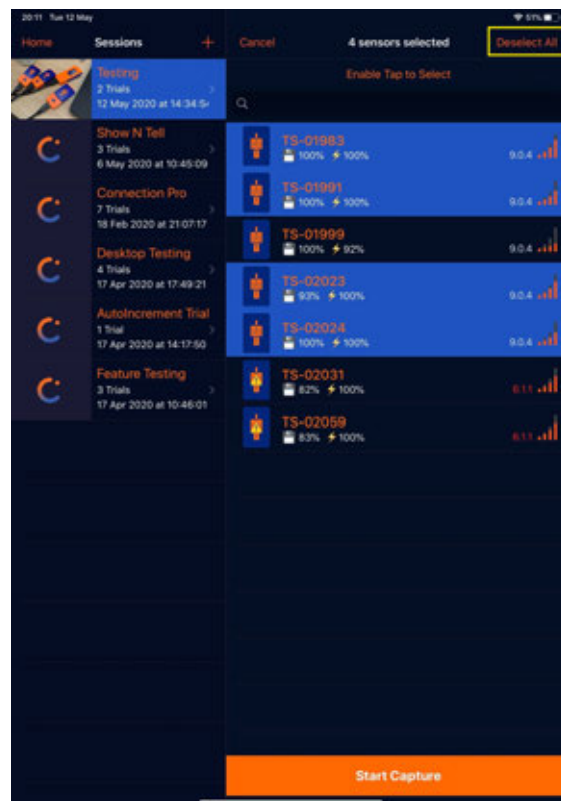 20:11 Tue 12 May
51%
Home
Sessions
+
Cancel
4 sensors selected
Deselect All
Testing
2 Trials
12 May 2020 at 14:34:5
Show N Tell
3 Trials
6 May 2020 at 10:45:09
Connection Pro
7 Trials
18 Feb 2020 at 21:07:17
Desktop Testing
4 Trials
17 Apr 2020 at 17:49:21
AutoIncrement Trial
1 Trial
17 Apr 2020 at 14:17:50
Feature Testing
3 Trials
17 Apr 2020 at 10:46:01
Enable Tap to Select
TS-01983
100% 100%
9.0.4
TS-01991
100% 100%
9.0.4
TS-01999
100% 92%
9.0.4
TS-02023
93% 100%
9.0.4
TS-02024
100% 100%
9.0.4
TS-02031
82% 100%
6.1.1
TS-02059
83% 100%
6.1.1
Start Capture